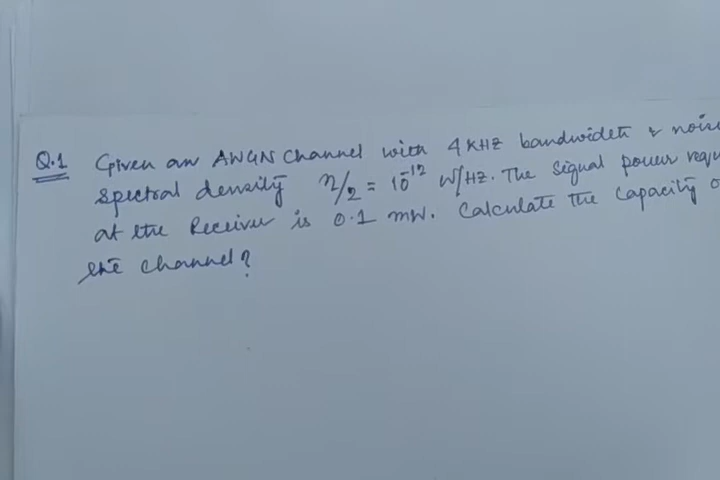 Q.1 Given an AWGN channel with 4 KHZ bandwidth & noise
spectral density η/2 = 10⁻¹² W/HZ. The signal power requ
at the Receiver is 0.1 mW. Calculate the capacity o
the channel?